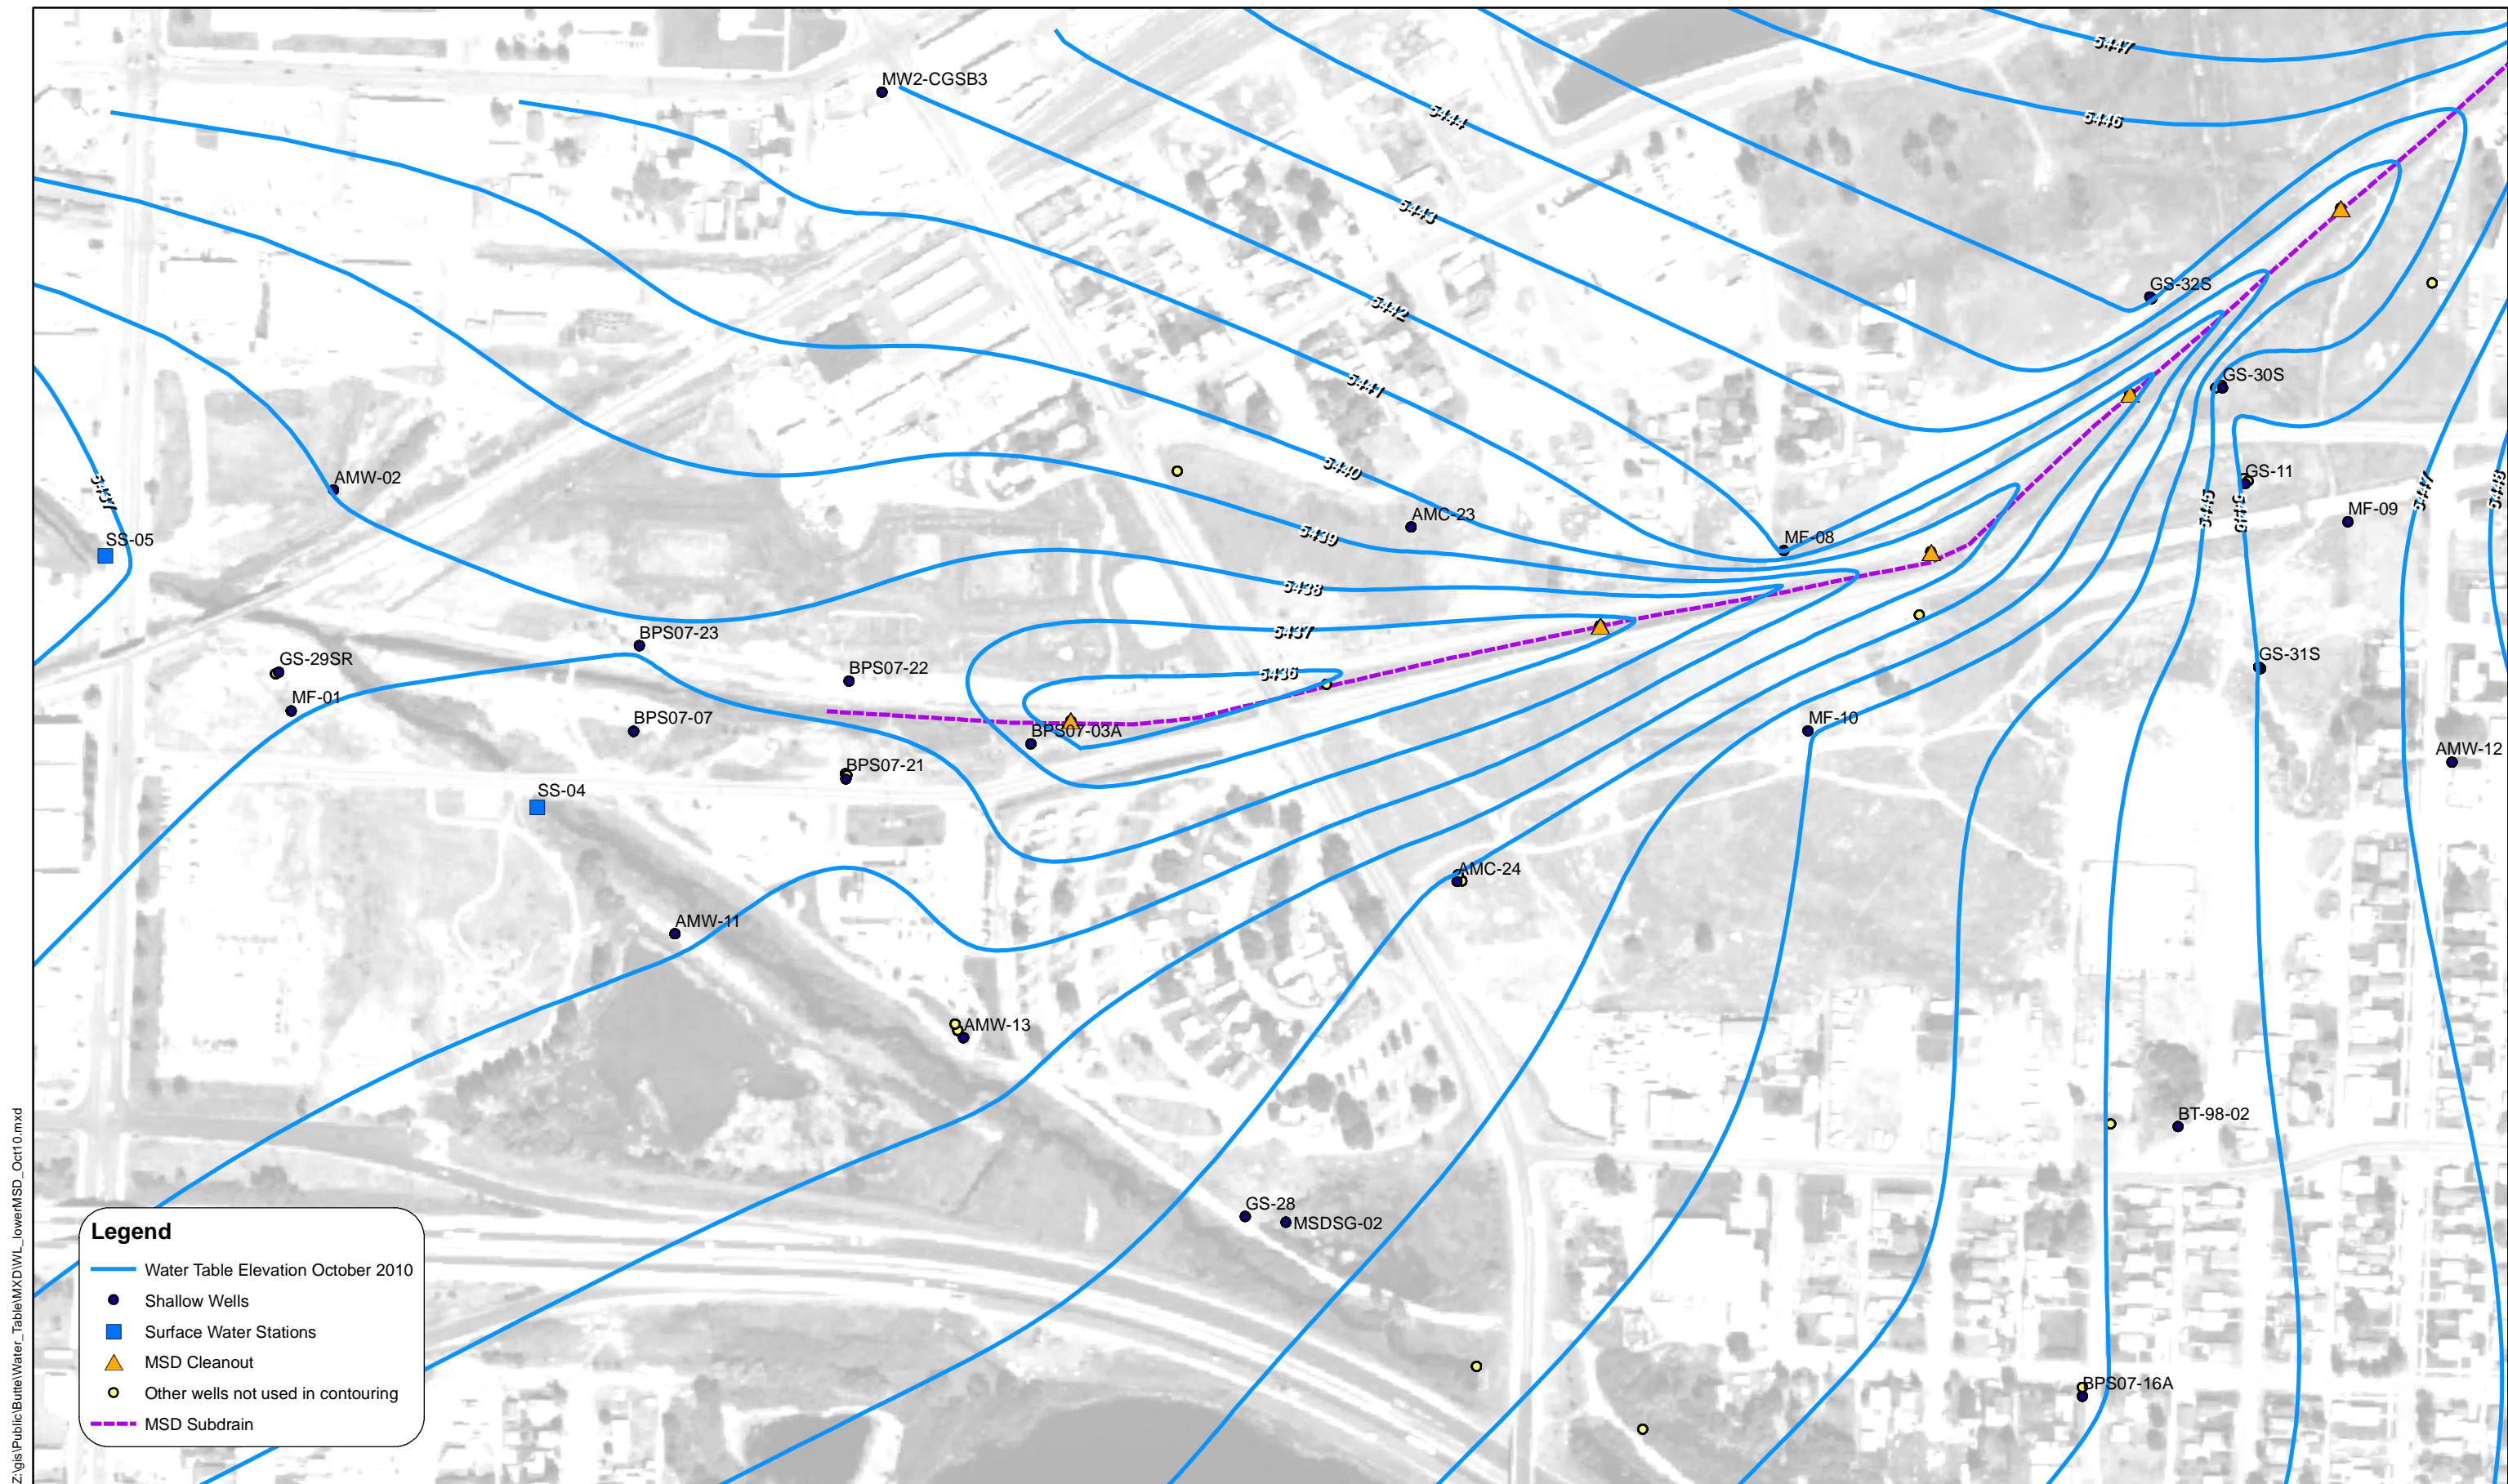 5447
MW2-CGSB3
5444
5446
5443
GS-32S
5442
5441
GS-30S
5440
GS-11
AMW-02
5437
5445
5446
5447
5448
MF-09
AMC-23
5439
MF-08
SS-05
5438
BPS07-23
5437
GS-29SR
BPS07-22
5436
GS-31S
MF-01
BPS07-07
BPS07-03A
MF-10
AMW-12
BPS07-21
SS-04
AMC-24
AMW-11
AMW-13
BT-98-02
GS-28
MSDSG-02
BPS07-16A
Legend
Water Table Elevation October 2010
Shallow Wells
Surface Water Stations
MSD Cleanout
Other wells not used in contouring
MSD Subdrain
Z:\gis\Public\Butte\Water_Table\MXD\WL_lowerMSD_Oct10.mxd